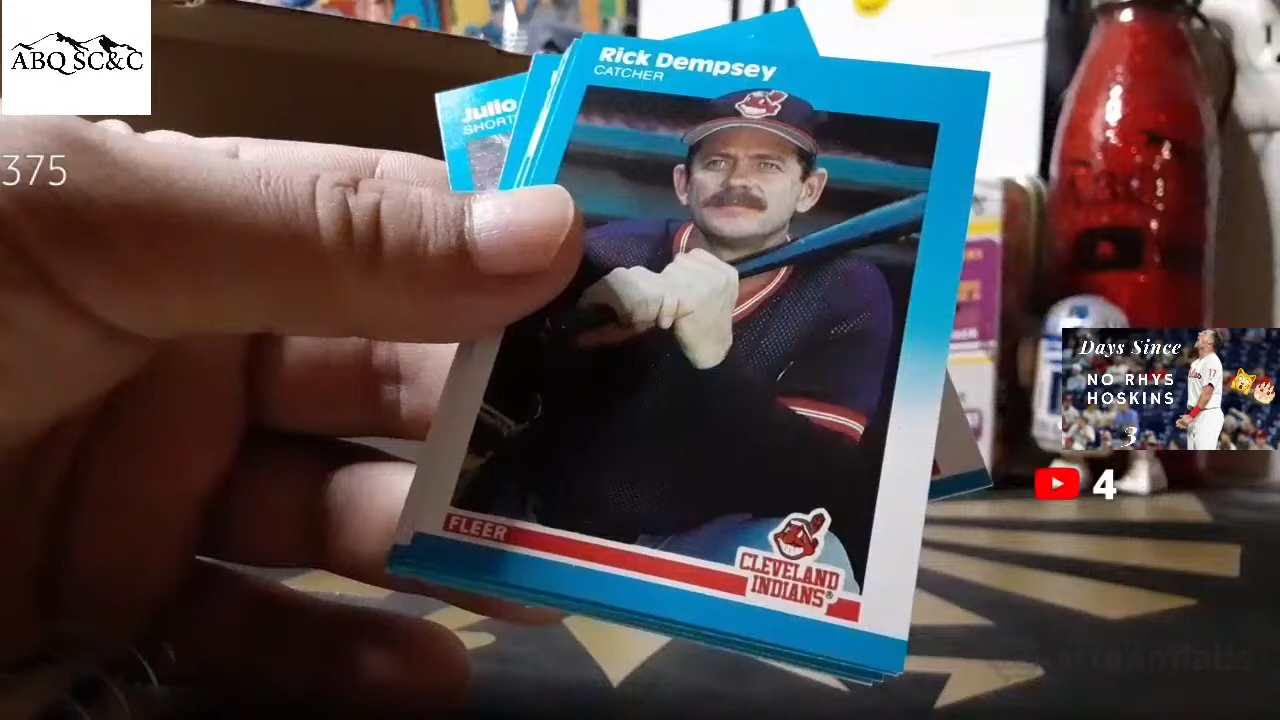 ABQ SC&C
375
Rick Dempsey
CATCHER
Julio
SHORT
FLEER
CLEVELAND
INDIANS®
Days Since
NO RHYS
HOSKINS
3
4